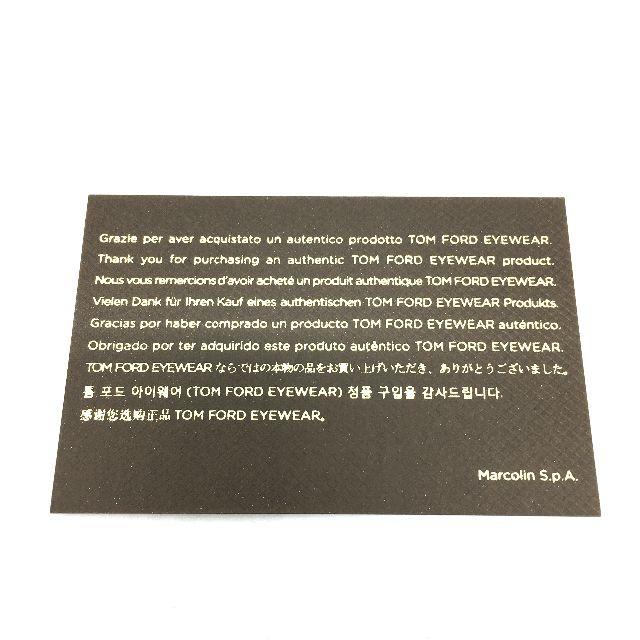 Grazie per aver acquistato un autentico prodotto TOM FORD EYEWEAR.
Thank you for purchasing an authentic TOM FORD EYEWEAR product.
Nous vous remercions d'avoir acheté un produit authentique TOM FORD EYEWEAR.
Vielen Dank für Ihren Kauf eines authentischen TOM FORD EYEWEAR Produkts.
Gracias por haber comprado un producto TOM FORD EYEWEAR auténtico.
Obrigado por ter adquirido este produto autêntico TOM FORD EYEWEAR.
TOM FORD EYEWEAR ならではの本物の品をお買い上げいただき、ありがとうございました。
톰 포드 아이웨어 (TOM FORD EYEWEAR) 정품 구입을 감사드립니다.
感谢您选购正品 TOM FORD EYEWEAR。
Marcolin S.p.A.